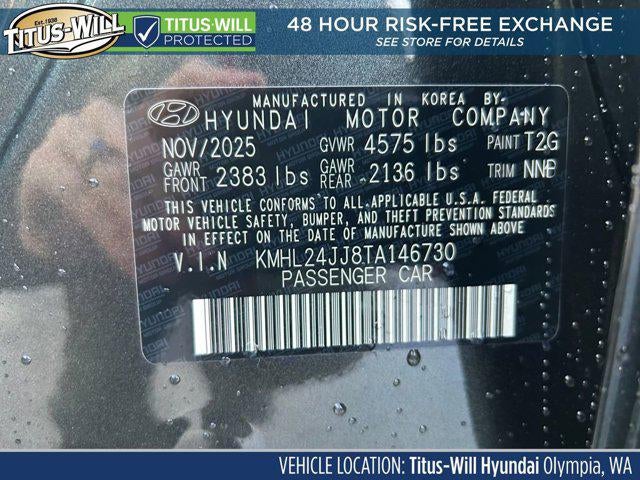 Est. 1938
TITUS-WILL
TITUS-WILL
PROTECTED
48 HOUR RISK-FREE EXCHANGE
SEE STORE FOR DETAILS
MANUFACTURED IN KOREA BY:
HYUNDAI MOTOR COMPANY
NOV/2025 GVWR 4575 lbs PAINT T2G
GAWR FRONT 2383 lbs GAWR REAR 2136 lbs TRIM NNB
THIS VEHICLE CONFORMS TO ALL APPLICABLE U.S.A. FEDERAL
MOTOR VEHICLE SAFETY, BUMPER, AND THEFT PREVENTION STANDARDS
IN EFFECT ON THE DATE OF MANUFACTURE SHOWN ABOVE
V.I.N KMHL24JJ8TA146730
PASSENGER CAR
VEHICLE LOCATION: Titus-Will Hyundai Olympia, WA